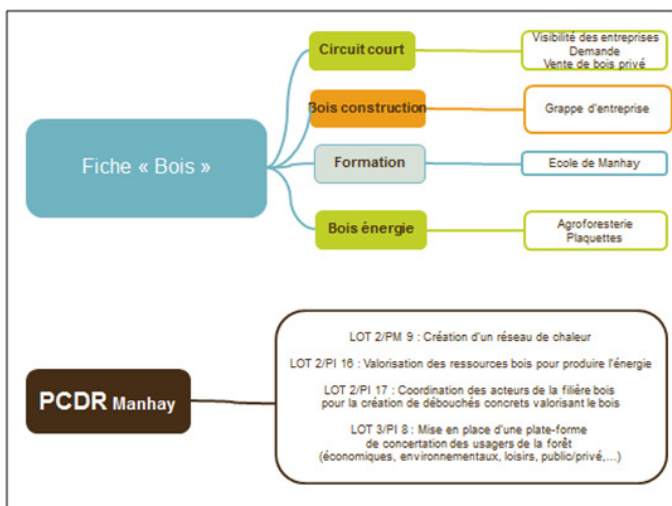 Fiche « Bois »
Circuit court
Visibilité des entreprises
Demande
Vente de bois privé
Bois construction
Grappe d'entreprise
Formation
Ecole de Manhay
Bois énergie
Agroforesterie
Plaquettes
PCDR Manhay
LOT 2/PM 9 : Création d'un réseau de chaleur
LOT 2/PI 16 : Valorisation des ressources bois pour produire l'énergie
LOT 2/PI 17 : Coordination des acteurs de la filière bois
pour la création de débouchés concrets valorisant le bois
LOT 3/PI 8 : Mise en place d'une plate-forme
de concertation des usagers de la forêt
(économiques, environnementaux, loisirs, public/privé,...)